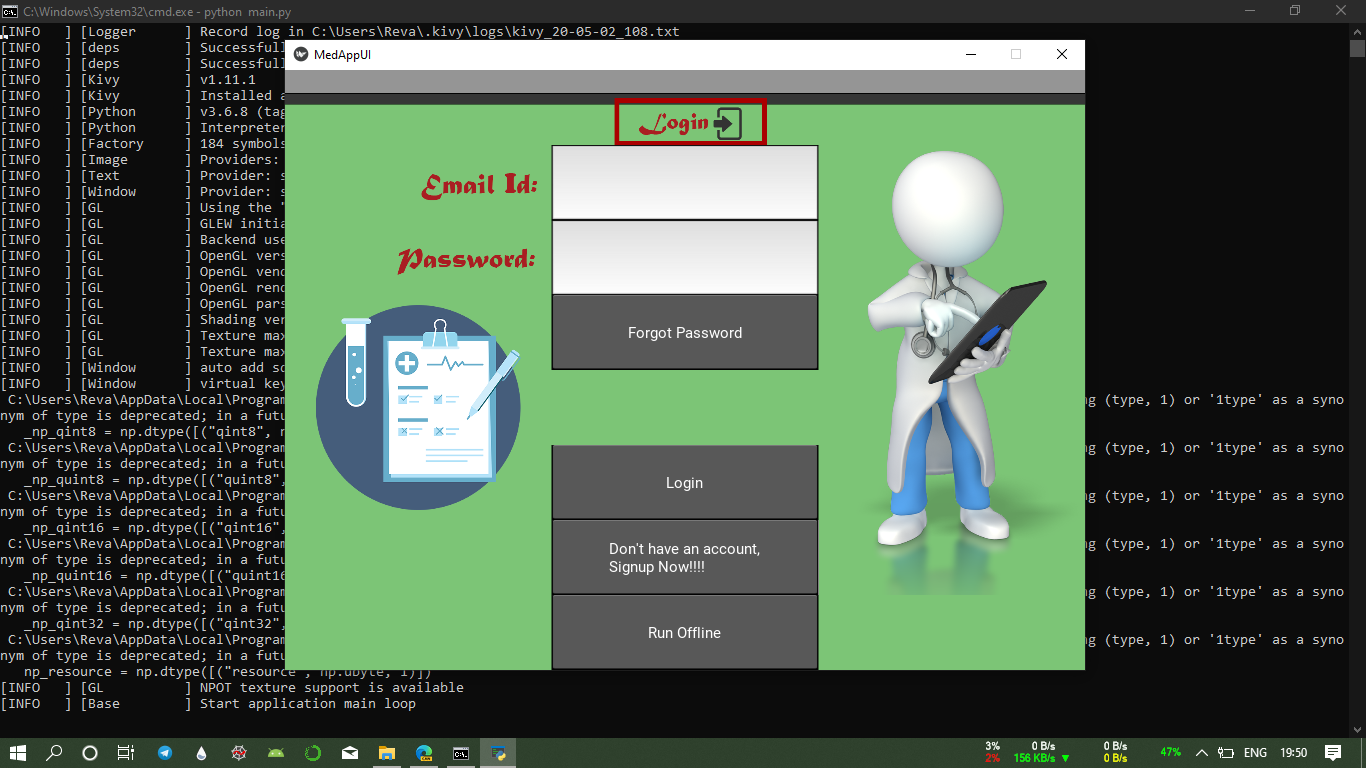 C:\Windows\System32\cmd.exe - python  main.py
[INFO   ] [Logger      ] Record log in C:\Users\Reva\.kivy\logs\kivy_20-05-02_108.txt
[INFO   ] [deps        ] Successfull
[INFO   ] [deps        ] Successfull
[INFO   ] [Kivy        ] v1.11.1
[INFO   ] [Kivy        ] Installed a
[INFO   ] [Python      ] v3.6.8 (tag
[INFO   ] [Python      ] Interpreter
[INFO   ] [Factory     ] 184 symbols
[INFO   ] [Image       ] Providers:
[INFO   ] [Text        ] Provider: s
[INFO   ] [Window      ] Provider: s
[INFO   ] [GL          ] Using the "
[INFO   ] [GL          ] GLEW initia
[INFO   ] [GL          ] Backend use
[INFO   ] [GL          ] OpenGL vers
[INFO   ] [GL          ] OpenGL vend
[INFO   ] [GL          ] OpenGL rend
[INFO   ] [GL          ] OpenGL pars
[INFO   ] [GL          ] Shading ver
[INFO   ] [GL          ] Texture max
[INFO   ] [GL          ] Texture max
[INFO   ] [Window      ] auto add so
[INFO   ] [Window      ] virtual key
C:\Users\Reva\AppData\Local\Program ng (type, 1) or '1type' as a syno
nym of type is deprecated; in a futu
_np_qint8 = np.dtype([("qint8", n
C:\Users\Reva\AppData\Local\Program ng (type, 1) or '1type' as a syno
nym of type is deprecated; in a futu
_np_quint8 = np.dtype([("quint8",
C:\Users\Reva\AppData\Local\Program ng (type, 1) or '1type' as a syno
nym of type is deprecated; in a futu
_np_qint16 = np.dtype([("qint16",
C:\Users\Reva\AppData\Local\Program ng (type, 1) or '1type' as a syno
nym of type is deprecated; in a futu
_np_quint16 = np.dtype([("quint16
C:\Users\Reva\AppData\Local\Program ng (type, 1) or '1type' as a syno
nym of type is deprecated; in a futu
_np_qint32 = np.dtype([("qint32",
C:\Users\Reva\AppData\Local\Program ng (type, 1) or '1type' as a syno
nym of type is deprecated; in a futu
np_resource = np.dtype([("resource", np.ubyte, 1)])
[INFO   ] [GL          ] NPOT texture support is available
[INFO   ] [Base        ] Start application main loop
MedAppUI
Login
Email Id:
Password:
Forgot Password
Login
Don't have an account,
Signup Now!!!!
Run Offline
3% 0 B/s 0 B/s 47% ENG 19:50
2% 156 KB/s 0 B/s